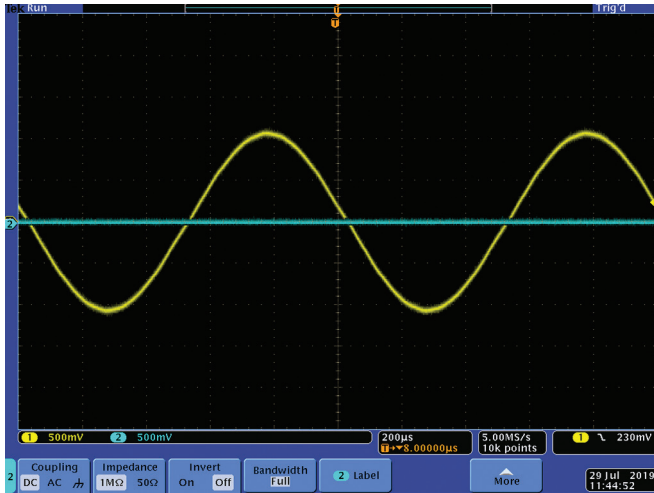 Tek Run Trig'd
T
T
2
1 500mV 2 500mV 200µs 5.00MS/s 1 230mV
T→▼8.00000µs 10k points
2
Coupling Impedance Invert Bandwidth 2 Label More
DC AC 1MΩ 50Ω On Off Full
29 Jul 2019
11:44:52